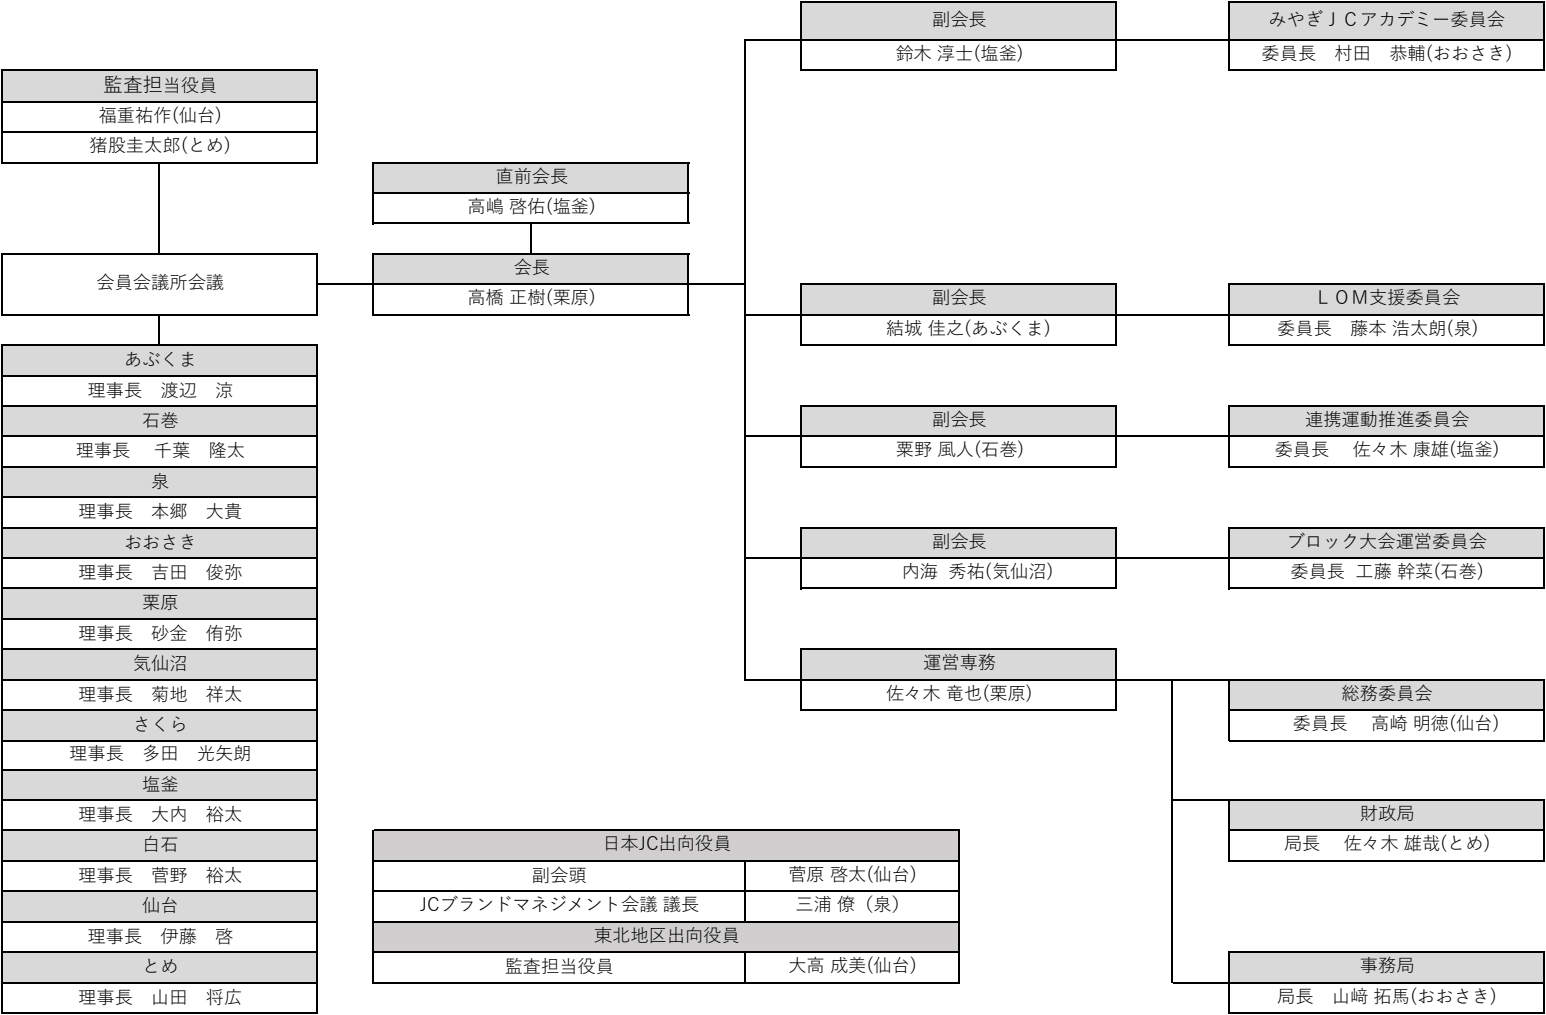 監査担当役員
福重祐作(仙台)
猪股圭太郎(とめ)
会員会議所会議
あぶくま
理事長　渡辺　涼
石巻
理事長　千葉　隆太
泉
理事長　本郷　大貴
おおさき
理事長　吉田　俊弥
栗原
理事長　砂金　侑弥
気仙沼
理事長　菊地　祥太
さくら
理事長　多田　光矢朗
塩釜
理事長　大内　裕太
白石
理事長　菅野　裕太
仙台
理事長　伊藤　啓
とめ
理事長　山田　将広
直前会長
高嶋 啓佑(塩釜)
会長
高橋 正樹(栗原)
副会長
鈴木 淳士(塩釜)
みやぎＪＣアカデミー委員会
委員長　村田　恭輔(おおさき)
副会長
結城 佳之(あぶくま)
ＬＯＭ支援委員会
委員長　藤本 浩太朗(泉)
副会長
粟野 風人(石巻)
連携運動推進委員会
委員長　佐々木 康雄(塩釜)
副会長
内海 秀祐(気仙沼)
ブロック大会運営委員会
委員長 工藤 幹菜(石巻)
運営専務
佐々木 竜也(栗原)
総務委員会
委員長　高崎 明徳(仙台)
財政局
局長　佐々木 雄哉(とめ)
事務局
局長　山﨑 拓馬(おおさき)
日本JC出向役員
副会頭　菅原 啓太(仙台)
JCブランドマネジメント会議 議長　三浦 僚（泉）
東北地区出向役員
監査担当役員　大高 成美(仙台)